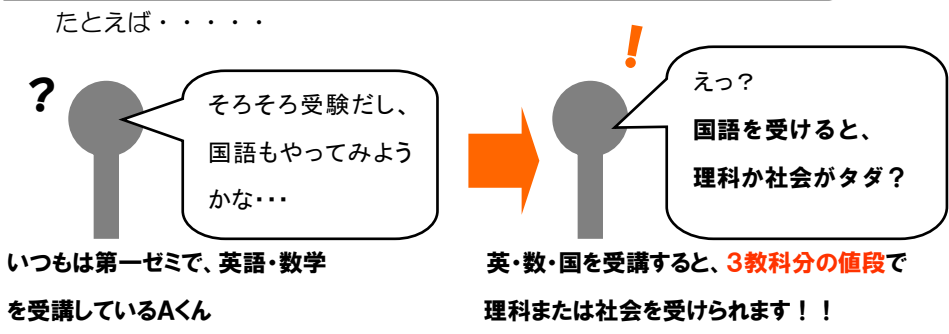 たとえば・・・・・
?
そろそろ受験だし、
国語もやってみよう
かな・・・
!
えっ？
国語を受けると、
理科か社会がタダ？
いつもは第一ゼミで、英語・数学
を受講しているAくん
英・数・国を受講すると、3教科分の値段で
理科または社会を受けられます！！